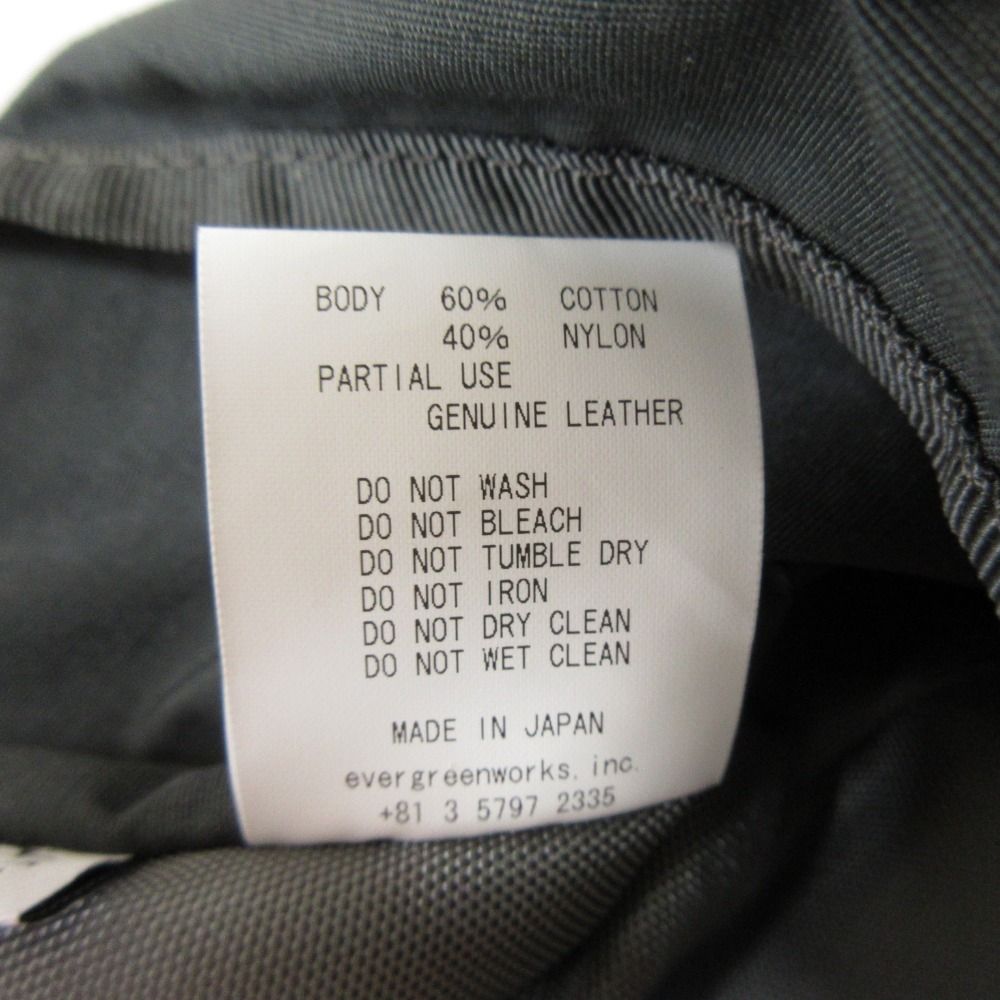 BODY 60% COTTON
40% NYLON
PARTIAL USE
GENUINE LEATHER
DO NOT WASH
DO NOT BLEACH
DO NOT TUMBLE DRY
DO NOT IRON
DO NOT DRY CLEAN
DO NOT WET CLEAN
MADE IN JAPAN
evergreenworks. inc.
+81 3 5797 2335